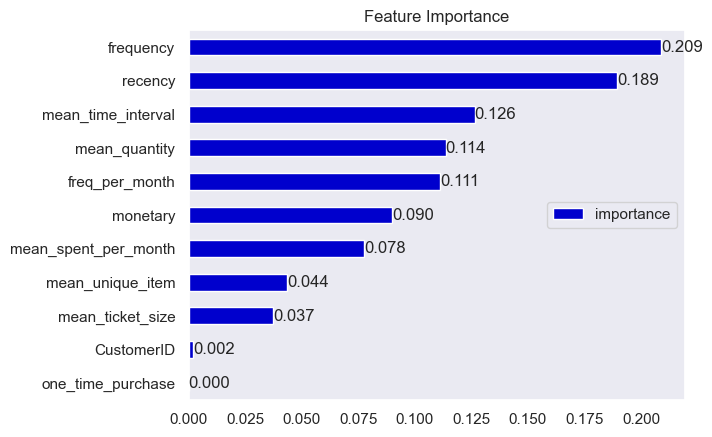 Feature Importance
frequency 0.209
recency 0.189
mean_time_interval 0.126
mean_quantity 0.114
freq_per_month 0.111
monetary 0.090
importance
mean_spent_per_month 0.078
mean_unique_item 0.044
mean_ticket_size 0.037
CustomerID 0.002
one_time_purchase 0.000
0.000 0.025 0.050 0.075 0.100 0.125 0.150 0.175 0.200